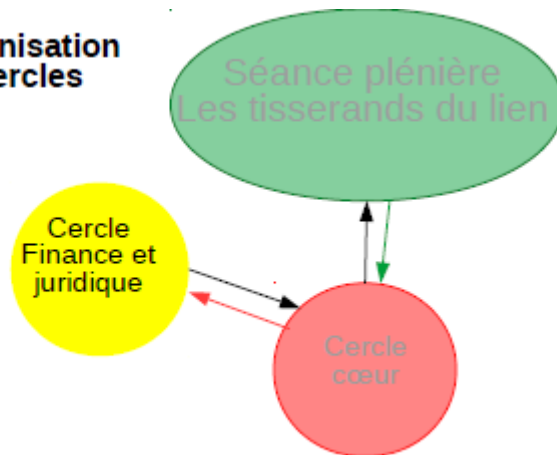 nisation
ercles
Séance plénière
Les tisserands du lien
Cercle
Finance et
juridique
Cercle
cœur